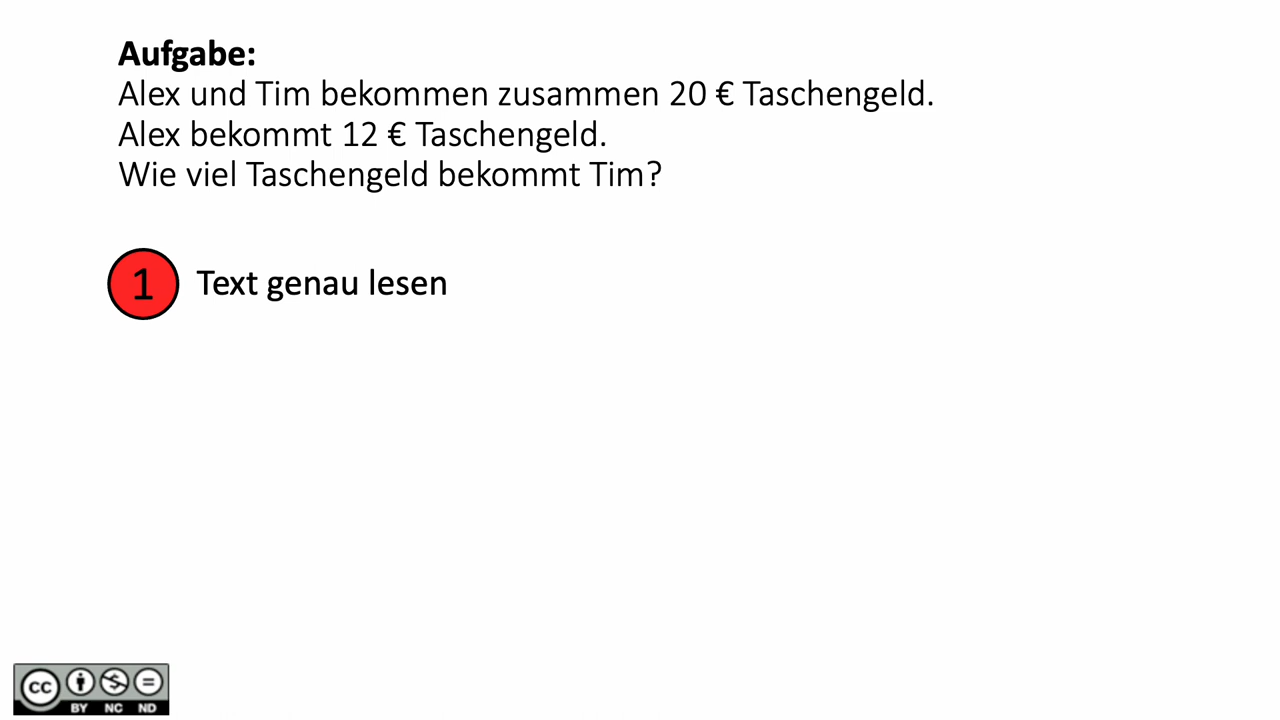 Aufgabe:
Alex und Tim bekommen zusammen 20 € Taschengeld.
Alex bekommt 12 € Taschengeld.
Wie viel Taschengeld bekommt Tim?
1 Text genau lesen
cc
BY NC ND